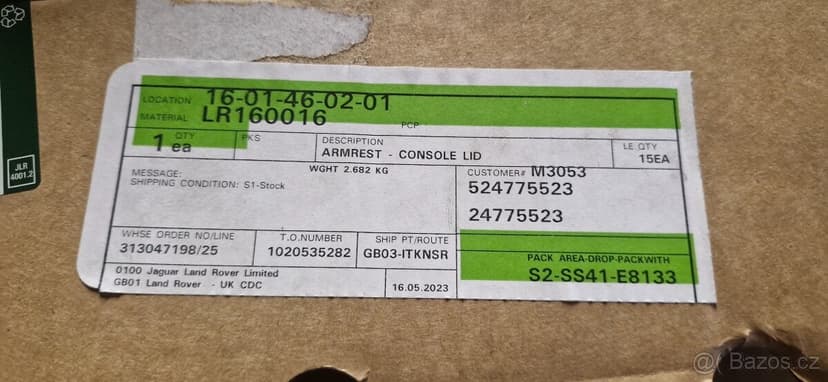 LOCATION 16-01-46-02-01
MATERIAL LR160016
PCP
QTY 1 ea
PKS
DESCRIPTION
ARMREST - CONSOLE LID
LE QTY
15EA
WGHT 2.682 KG
MESSAGE:
SHIPPING CONDITION: S1-Stock
CUSTOMER# M3053
524775523
24775523
WHSE ORDER NO/LINE
313047198/25
T.O.NUMBER
1020535282
SHIP PT/ROUTE
GB03-ITKNSR
PACK AREA-DROP-PACKWITH
S2-SS41-E8133
0100 Jaguar Land Rover Limited
GB01 Land Rover - UK CDC
16.05.2023
JLR
4001.2
@ Bazos.cz